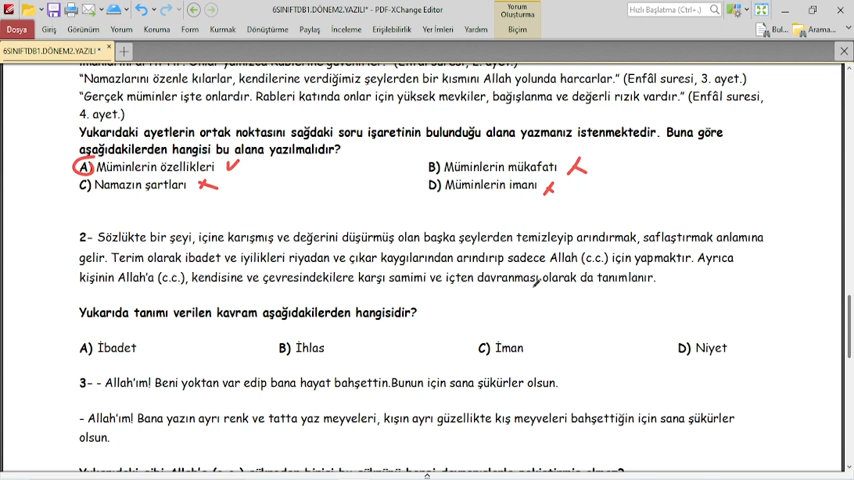 6SINIFTDB1.DÖNEM2.YAZILI* - PDF-XChange Editor
Yorum Oluşturma
Hızlı Başlatma (Ctrl+.)
Dosya Giriş Görünüm Yorumla Yer İmi Koy Kurmak Dönüştürme Paylaş İnceleme Erişilebilirlik Yer İmleri Yardım Biçim Bul... Arama...
6SINIFTDB1.DÖNEM2.YAZILI *
“Namazlarını özenle kılarlar, kendilerine verdiğimiz şeylerden bir kısmını Allah yolunda harcarlar.” (Enfâl suresi, 3. ayet.)
“Gerçek müminler işte onlardır. Rableri katında onlar için yüksek mevkiler, bağışlanma ve değerli rızık vardır.” (Enfâl suresi,
4. ayet.)
Yukarıdaki ayetlerin ortak noktasını sağdaki soru işaretinin bulunduğu alana yazmanız istenmektedir. Buna göre
aşağıdakilerden hangisi bu alana yazılmalıdır?
A) Müminlerin özellikleri B) Müminlerin mükafatı
C) Namazın şartları D) Müminlerin imanı
2- Sözlükte bir şeyi, içine karışmış ve değerini düşürmüş olan başka şeylerden temizleyip arındırmak, saflaştırmak anlamına
gelir. Terim olarak ibadet ve iyilikleri riyadan ve çıkar kaygılarından arındırıp sadece Allah (c.c.) için yapmaktır. Ayrıca
kişinin Allah’a (c.c.), kendisine ve çevresindekilere karşı samimi ve içten davranması olarak da tanımlanır.
Yukarıda tanımı verilen kavram aşağıdakilerden hangisidir?
A) İbadet B) İhlas C) İman D) Niyet
3- - Allah’ım! Beni yoktan var edip bana hayat bahşettin.Bunun için sana şükürler olsun.
- Allah’ım! Bana yazın ayrı renk ve tatta yaz meyveleri, kışın ayrı güzellikte kış meyveleri bahşettiğin için sana şükürler
olsun.